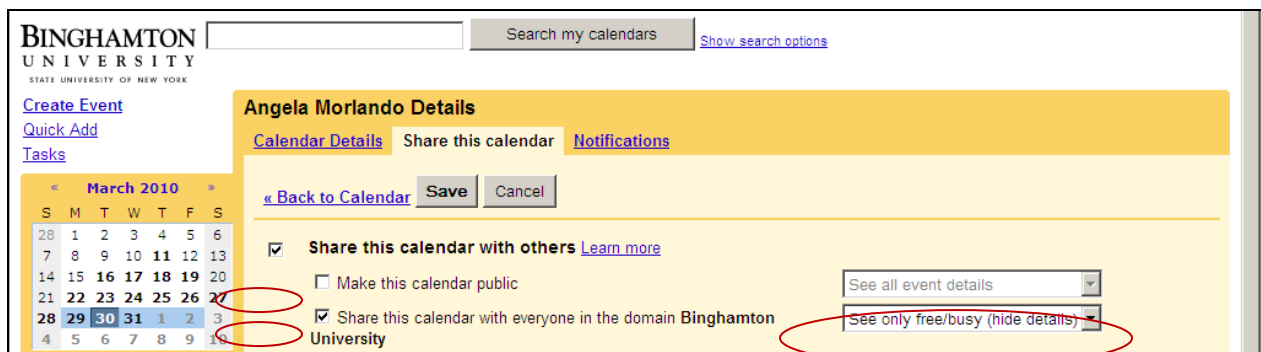 BINGHAMTON
UNIVERSITY
STATE UNIVERSITY OF NEW YORK
Search my calendars
Show search options
Create Event
Quick Add
Tasks
« March 2010 »
S M T W T F S
28 1 2 3 4 5 6
7 8 9 10 11 12 13
14 15 16 17 18 19 20
21 22 23 24 25 26 27
28 29 30 31 1 2 3
4 5 6 7 8 9 10
Angela Morlando Details
Calendar Details Share this calendar Notifications
« Back to Calendar Save Cancel
Share this calendar with others Learn more
Make this calendar public See all event details
Share this calendar with everyone in the domain Binghamton See only free/busy (hide details)
University